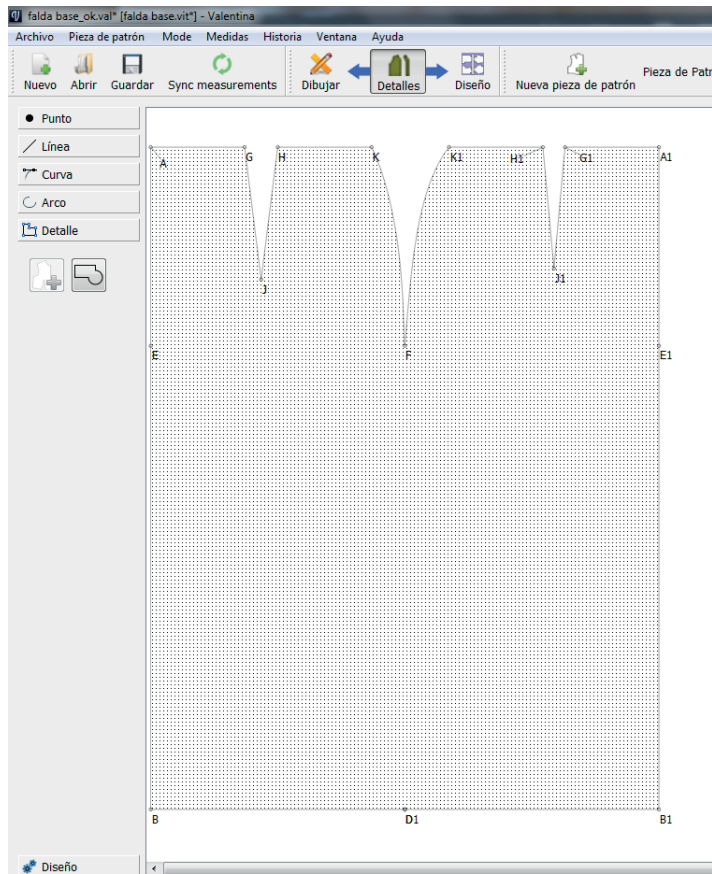 falda base_ok.val* [falda base.vit*] - Valentina
Archivo Pieza de patrón Mode Medidas Historia Ventana Ayuda
Nuevo Abrir Guardar Sync measurements Dibujar Detalles Diseño Nueva pieza de patrón Pieza de Patr
Punto
Línea
Curva
Arco
Detalle
A G H K K1 H1 G1 A1
J J1
E F E1
B D1 B1
Diseño